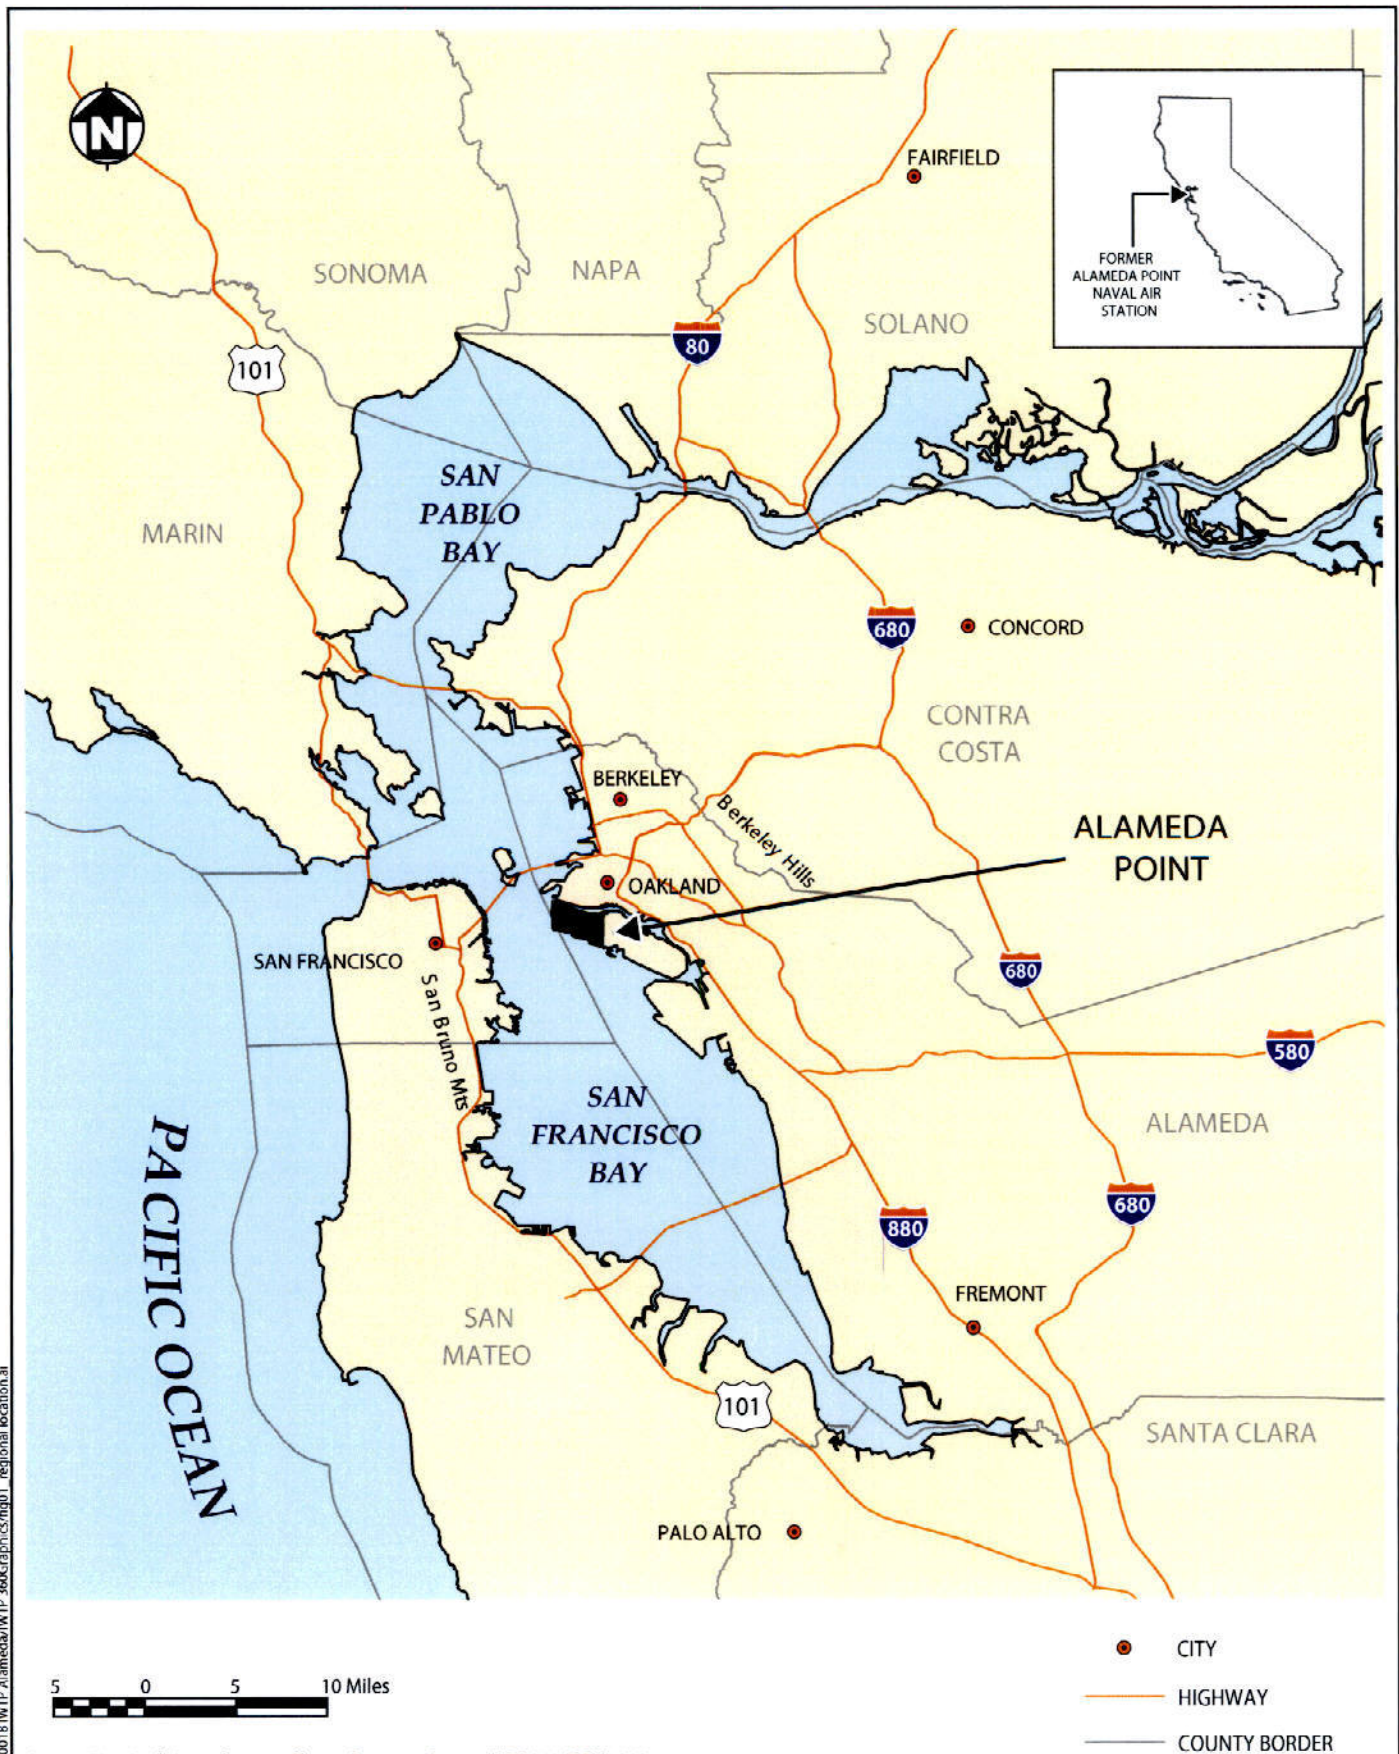 N
FAIRFIELD
FORMER
ALAMEDA POINT
NAVAL AIR
STATION
SONOMA
NAPA
SOLANO
80
101
SAN
PABLO
BAY
MARIN
680
CONCORD
CONTRA
COSTA
BERKELEY
Berkeley Hills
ALAMEDA
POINT
OAKLAND
SAN FRANCISCO
San Bruno Mts
680
580
SAN
FRANCISCO
BAY
ALAMEDA
PACIFIC OCEAN
680
880
FREMONT
SAN
MATEO
101
SANTA CLARA
PALO ALTO
CITY
5 0 5 10 Miles
HIGHWAY
COUNTY BORDER